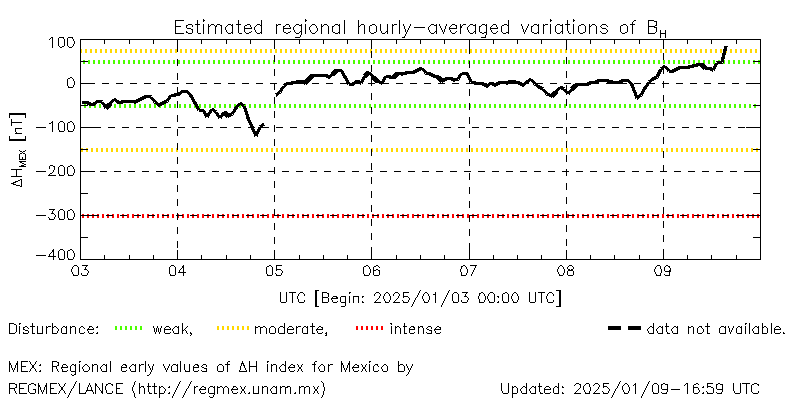 Estimated regional hourly-averaged variations of B_H
100
0
-100
-200
-300
-400
ΔH_MEX [nT]
03 04 05 06 07 08 09
UTC [Begin: 2025/01/03 00:00 UTC]
Disturbance: weak, moderate, intense data not available.
MEX: Regional early values of ΔH index for Mexico by
REGMEX/LANCE (http://regmex.unam.mx) Updated: 2025/01/09-16:59 UTC